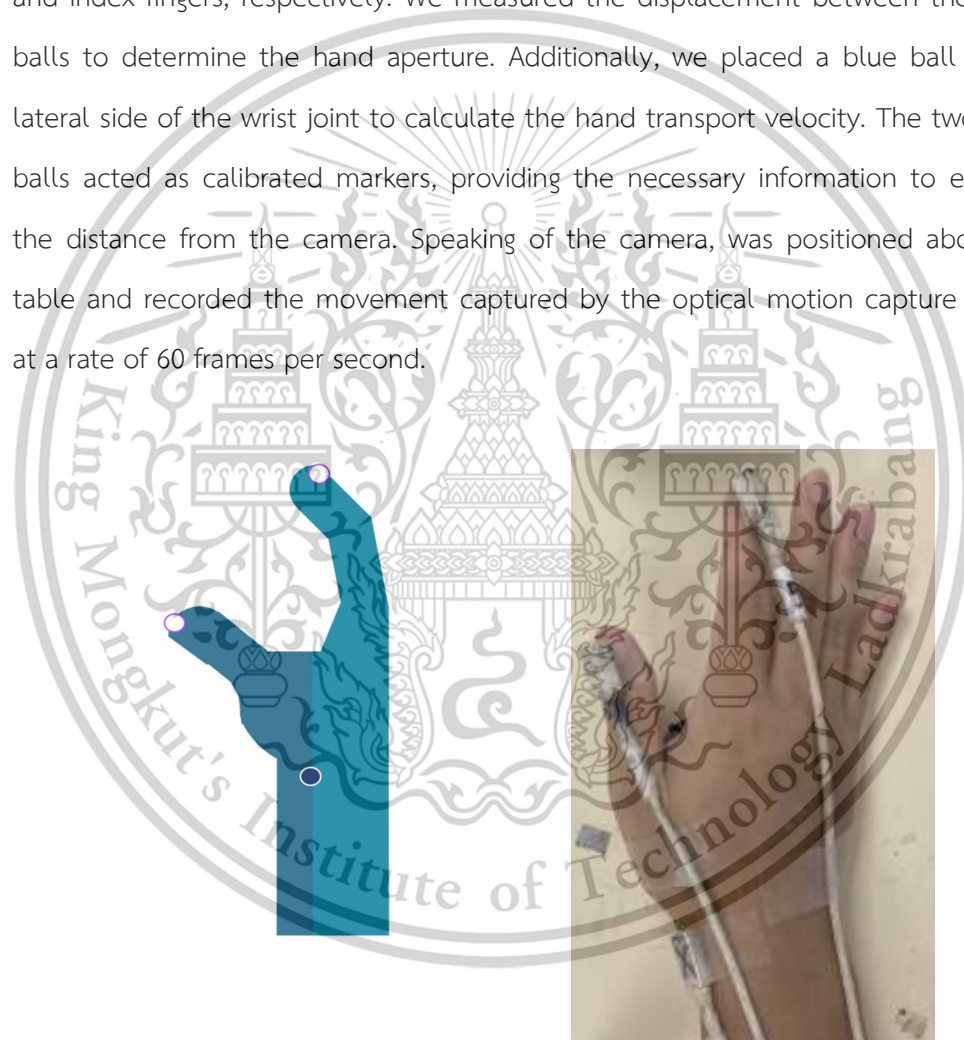 and index fingers, respectively. We measured the displacement between the
balls to determine the hand aperture. Additionally, we placed a blue ball
lateral side of the wrist joint to calculate the hand transport velocity. The two
balls acted as calibrated markers, providing the necessary information to e
the distance from the camera. Speaking of the camera, was positioned abo
table and recorded the movement captured by the optical motion capture
at a rate of 60 frames per second.
King Mongkut's Institute of Technology Ladkrabang